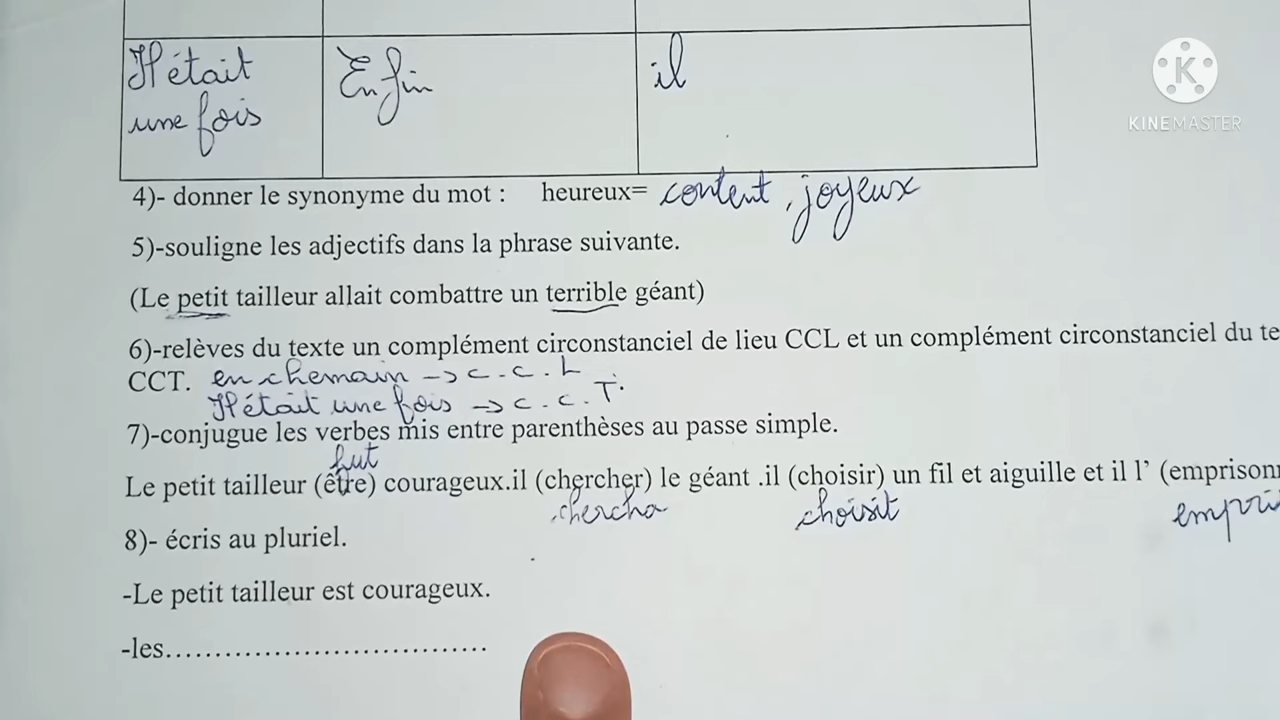 Il était Enfin il
une fois
KINEMASTER
4)- donner le synonyme du mot : heureux= content, joyeux
5)-souligne les adjectifs dans la phrase suivante.
(Le petit tailleur allait combattre un terrible géant)
6)-relèves du texte un complément circonstanciel de lieu CCL et un complément circonstanciel du te
CCT. en chemain -> c.c.L
Il était une fois -> c.c.T.
7)-conjugue les verbes mis entre parenthèses au passe simple.
fut
Le petit tailleur (être) courageux.il (chercher) le géant .il (choisir) un fil et aiguille et il l' (emprisonn
chercha choisit empri
8)- écris au pluriel.
-Le petit tailleur est courageux.
-les................................